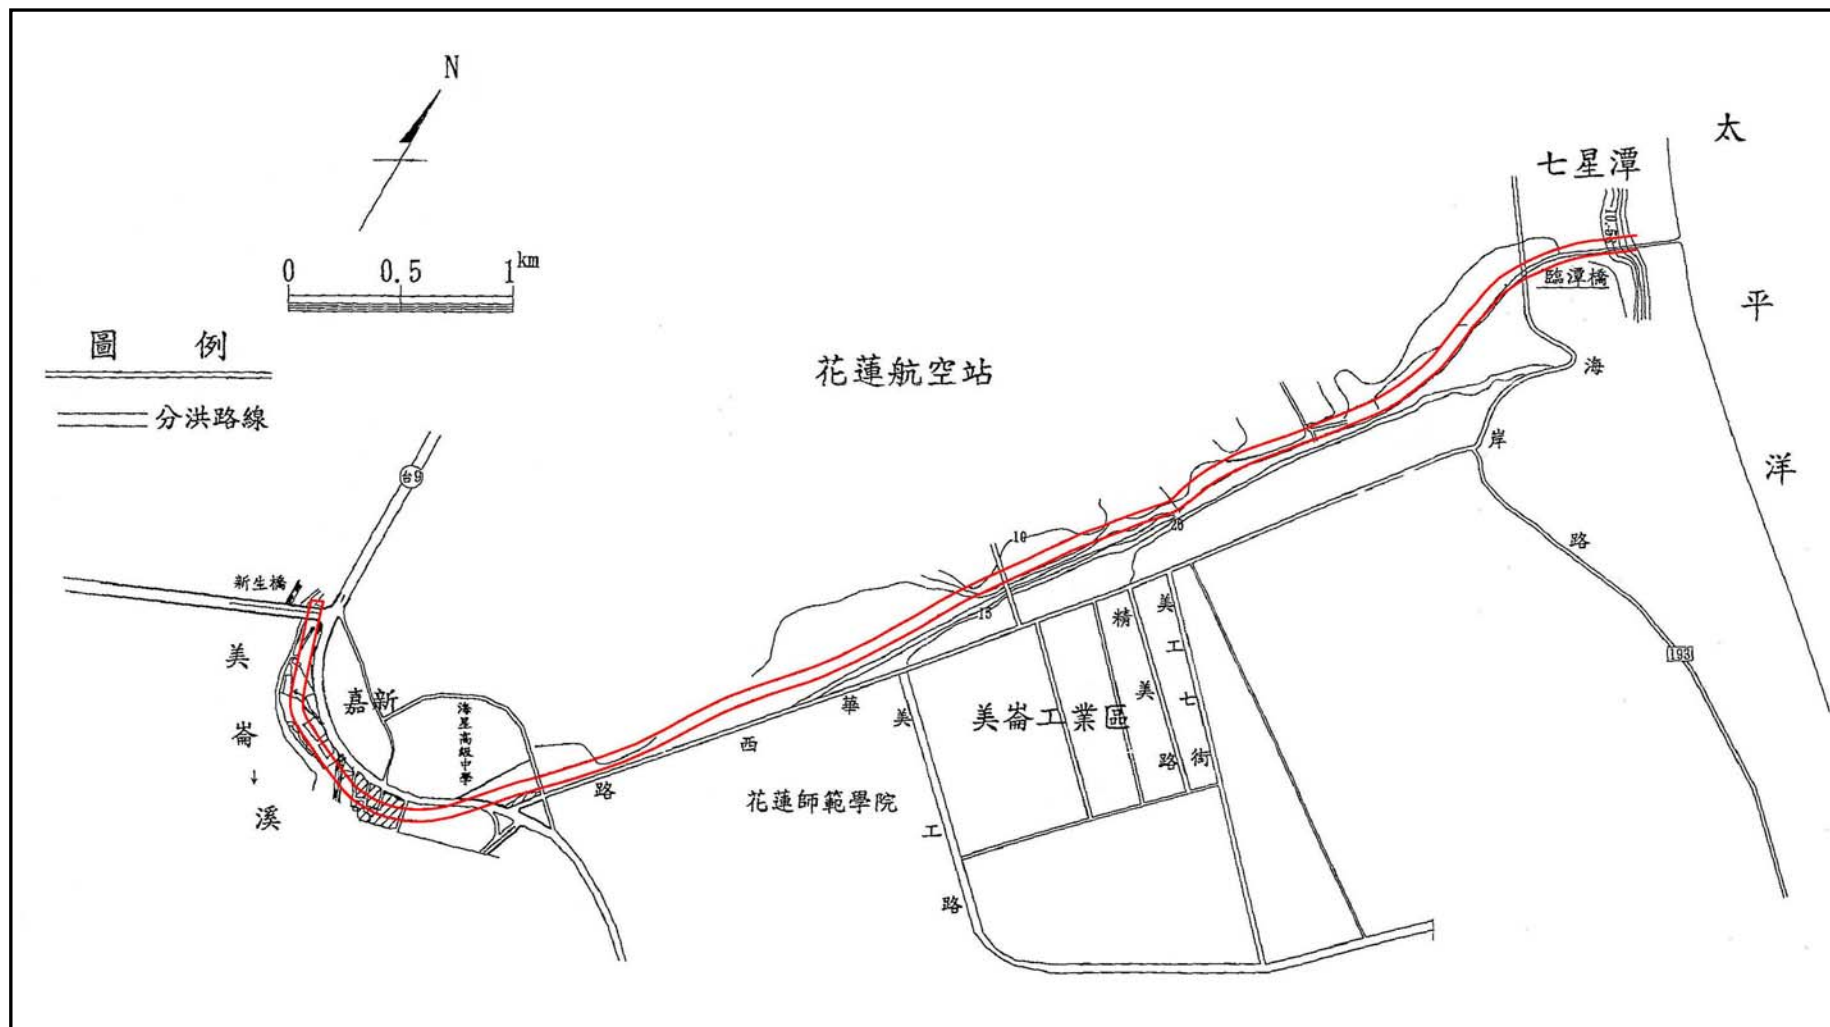 N
0 0.5 1km
圖 例
分洪路線
太平洋
七星潭
10.5
臨潭橋
花蓮航空站
海岸路
台9
新生橋
美崙溪
↓
嘉新
海星高級中學
10
15
20
華西路
美工路
美崙工業區
精美路
美工七街
193
花蓮師範學院